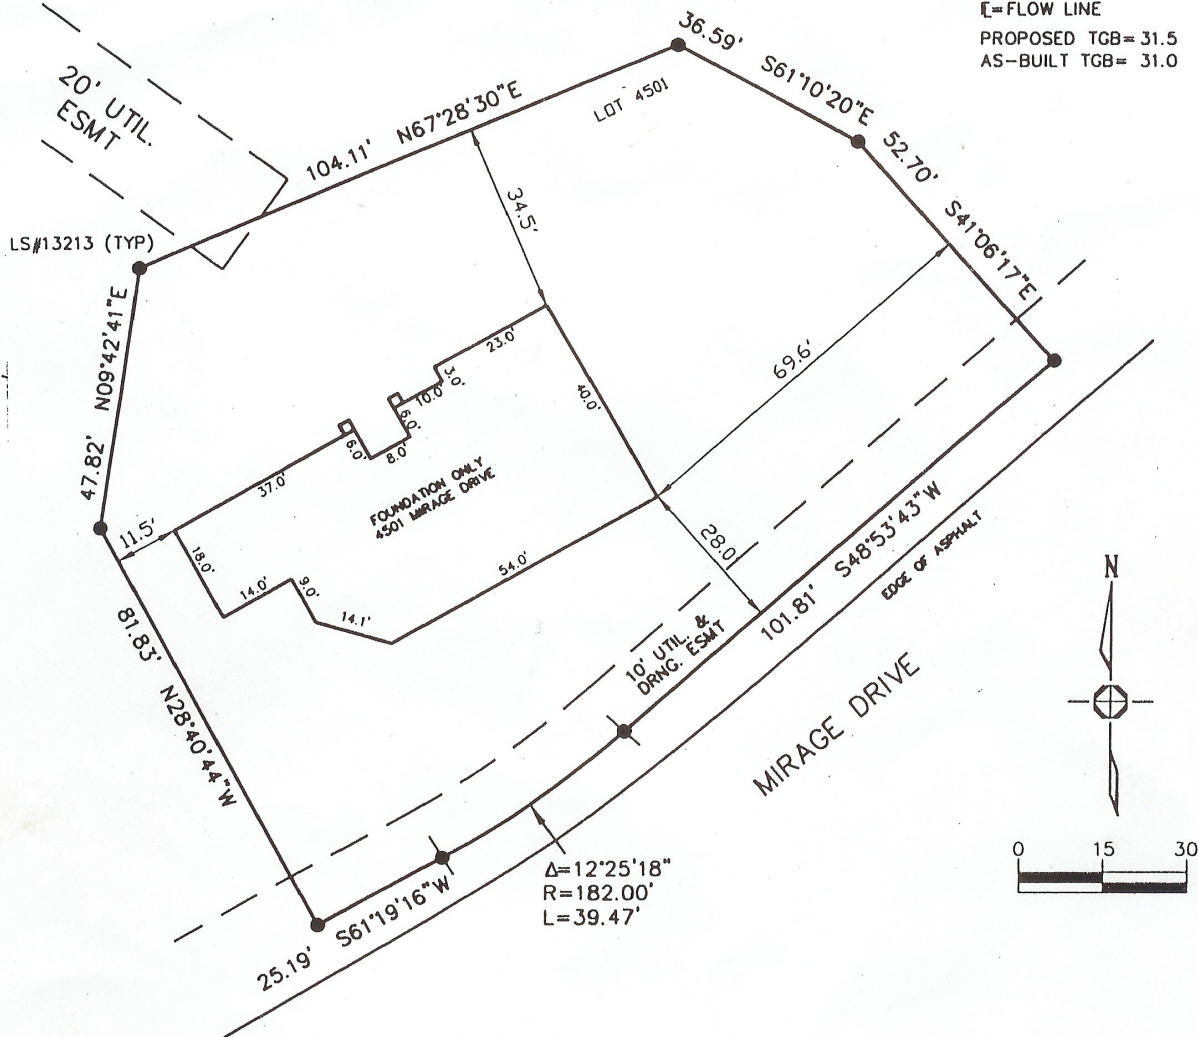 ⅊=FLOW LINE
PROPOSED TGB= 31.5
AS-BUILT TGB= 31.0
36.59' S61°10'20"E
20' UTIL.
ESMT
104.11' N67°28'30"E
LOT 4501
52.70' S41°06'17"E
LS#13213 (TYP)
34.5'
47.82' N09°42'41"E
69.6'
23.0'
3.0'
10.0'
6.0'
8.0'
6.0'
40.0'
37.0'
FOUNDATION ONLY
4501 MIRAGE DRIVE
11.5'
18.0'
14.0'
9.0'
14.1'
54.0'
28.0'
81.83' N28°40'44"W
101.81' S48°53'43"W
EDGE OF ASPHALT
10' UTIL. &
DRNG. ESMT
MIRAGE DRIVE
N
0 15 30
Δ=12°25'18"
R=182.00'
L=39.47'
25.19' S61°19'16"W